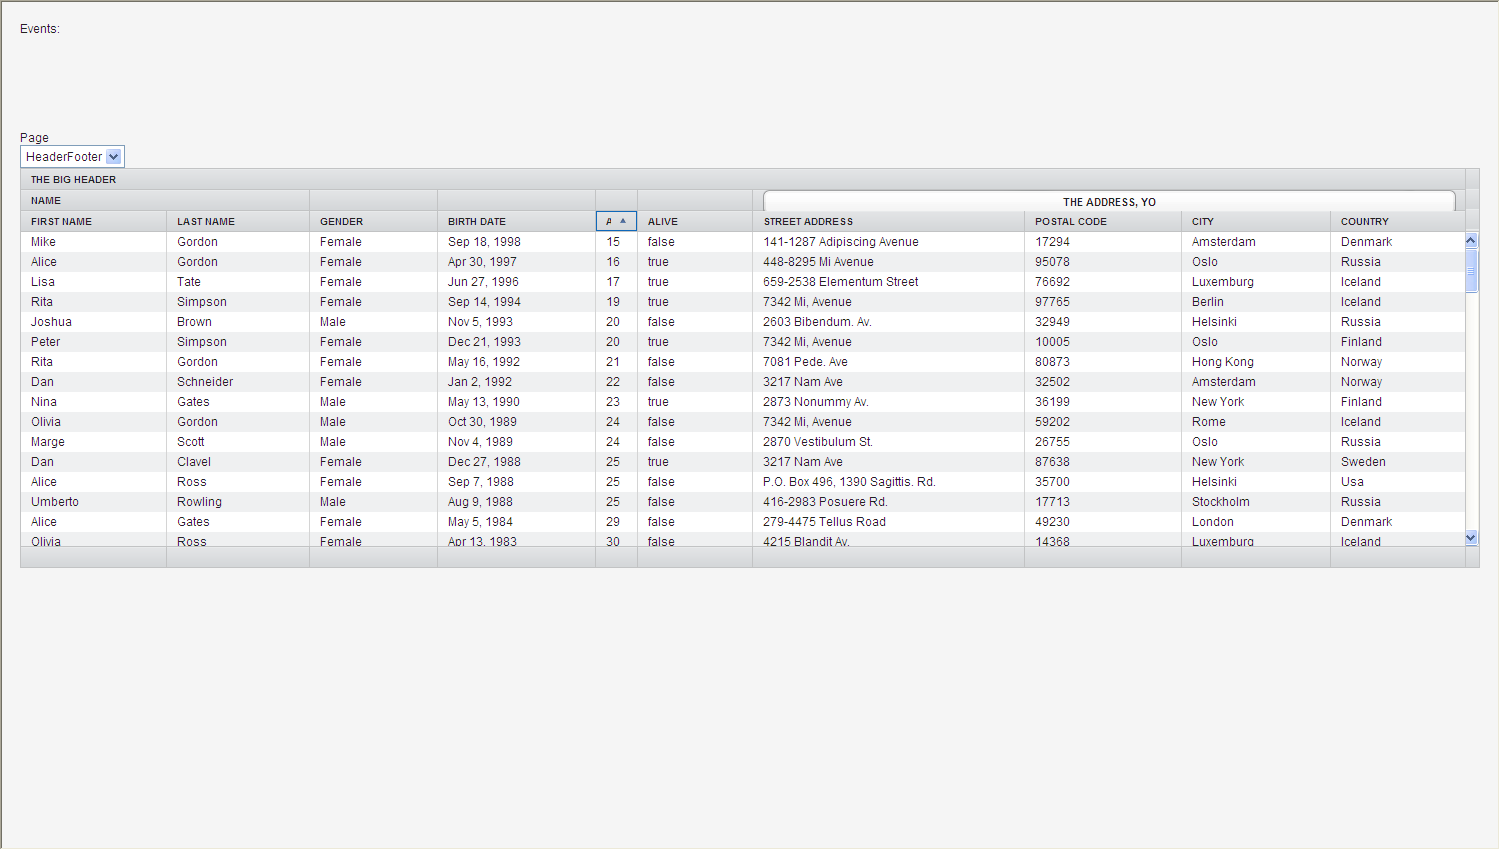 Events:
Page
HeaderFooter
THE BIG HEADER
NAME THE ADDRESS, YO
FIRST NAME LAST NAME GENDER BIRTH DATE A ALIVE STREET ADDRESS POSTAL CODE CITY COUNTRY
Mike Gordon Female Sep 18, 1998 15 false 141-1287 Adipiscing Avenue 17294 Amsterdam Denmark
Alice Gordon Female Apr 30, 1997 16 true 448-8295 Mi Avenue 95078 Oslo Russia
Lisa Tate Female Jun 27, 1996 17 true 659-2538 Elementum Street 76692 Luxemburg Iceland
Rita Simpson Female Sep 14, 1994 19 true 7342 Mi, Avenue 97765 Berlin Iceland
Joshua Brown Male Nov 5, 1993 20 false 2603 Bibendum. Av. 32949 Helsinki Russia
Peter Simpson Female Dec 21, 1993 20 true 7342 Mi, Avenue 10005 Oslo Finland
Rita Gordon Female May 16, 1992 21 false 7081 Pede. Ave 80873 Hong Kong Norway
Dan Schneider Female Jan 2, 1992 22 false 3217 Nam Ave 32502 Amsterdam Norway
Nina Gates Male May 13, 1990 23 true 2873 Nonummy Av. 36199 New York Finland
Olivia Gordon Male Oct 30, 1989 24 false 7342 Mi, Avenue 59202 Rome Iceland
Marge Scott Male Nov 4, 1989 24 false 2870 Vestibulum St. 26755 Oslo Russia
Dan Clavel Female Dec 27, 1988 25 true 3217 Nam Ave 87638 New York Sweden
Alice Ross Female Sep 7, 1988 25 false P.O. Box 496, 1390 Sagittis. Rd. 35700 Helsinki Usa
Umberto Rowling Male Aug 9, 1988 25 false 416-2983 Posuere Rd. 17713 Stockholm Russia
Alice Gates Female May 5, 1984 29 false 279-4475 Tellus Road 49230 London Denmark
Olivia Ross Female Apr 13, 1983 30 false 4215 Blandit Av. 14368 Luxemburg Iceland